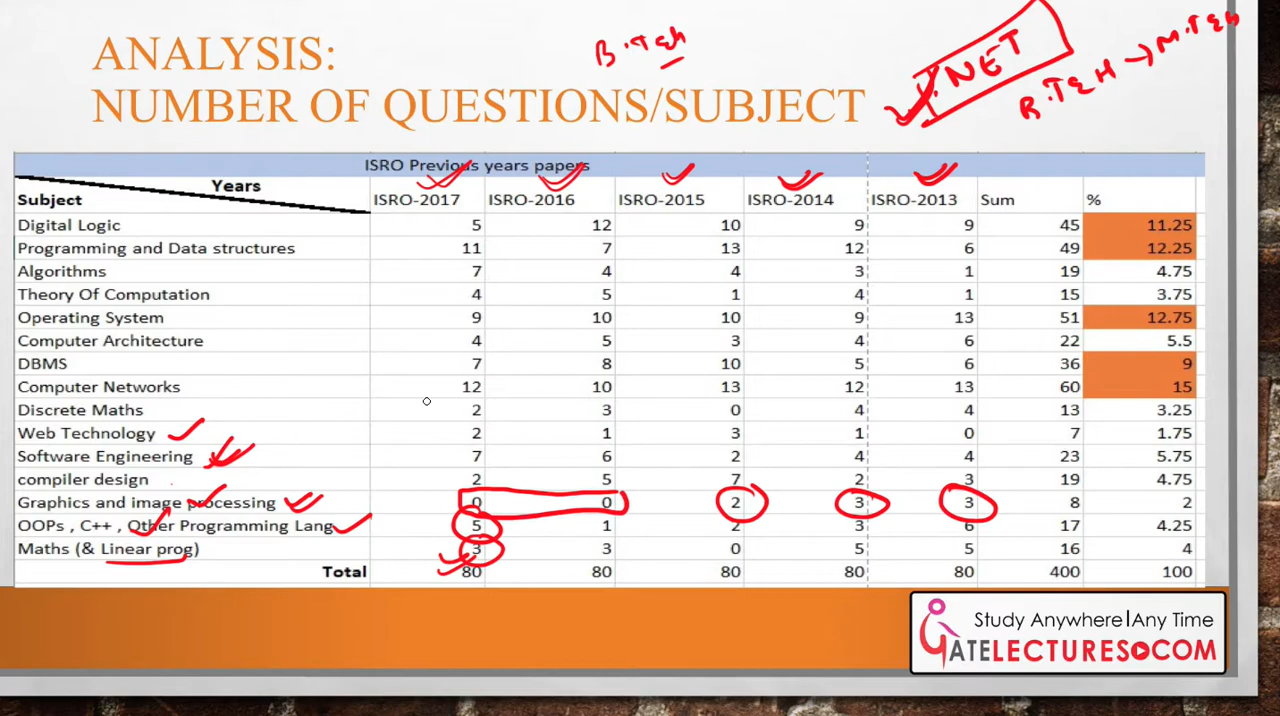 ANALYSIS:
NUMBER OF QUESTIONS/SUBJECT
B.TEcH
.NET
B.TEcH → M.TEcH
ISRO Previous years papers
Subject Years ISRO-2017 ISRO-2016 ISRO-2015 ISRO-2014 ISRO-2013 Sum %
Digital Logic 5 12 10 9 9 45 11.25
Programming and Data structures 11 7 13 12 6 49 12.25
Algorithms 7 4 4 3 1 19 4.75
Theory Of Computation 4 5 1 4 1 15 3.75
Operating System 9 10 10 9 13 51 12.75
Computer Architecture 4 5 3 4 6 22 5.5
DBMS 7 8 10 5 6 36 9
Computer Networks 12 10 13 12 13 60 15
Discrete Maths 2 3 0 4 4 13 3.25
Web Technology 2 1 3 1 0 7 1.75
Software Engineering 7 6 2 4 4 23 5.75
compiler design 2 5 7 2 3 19 4.75
Graphics and image processing 0 0 2 3 3 8 2
OOPs , C++ , Other Programming Lang 5 1 2 3 6 17 4.25
Maths (& Linear prog) 3 3 0 5 5 16 4
Total 80 80 80 80 80 400 100
Study Anywhere|Any Time
GATELECTURES.COM